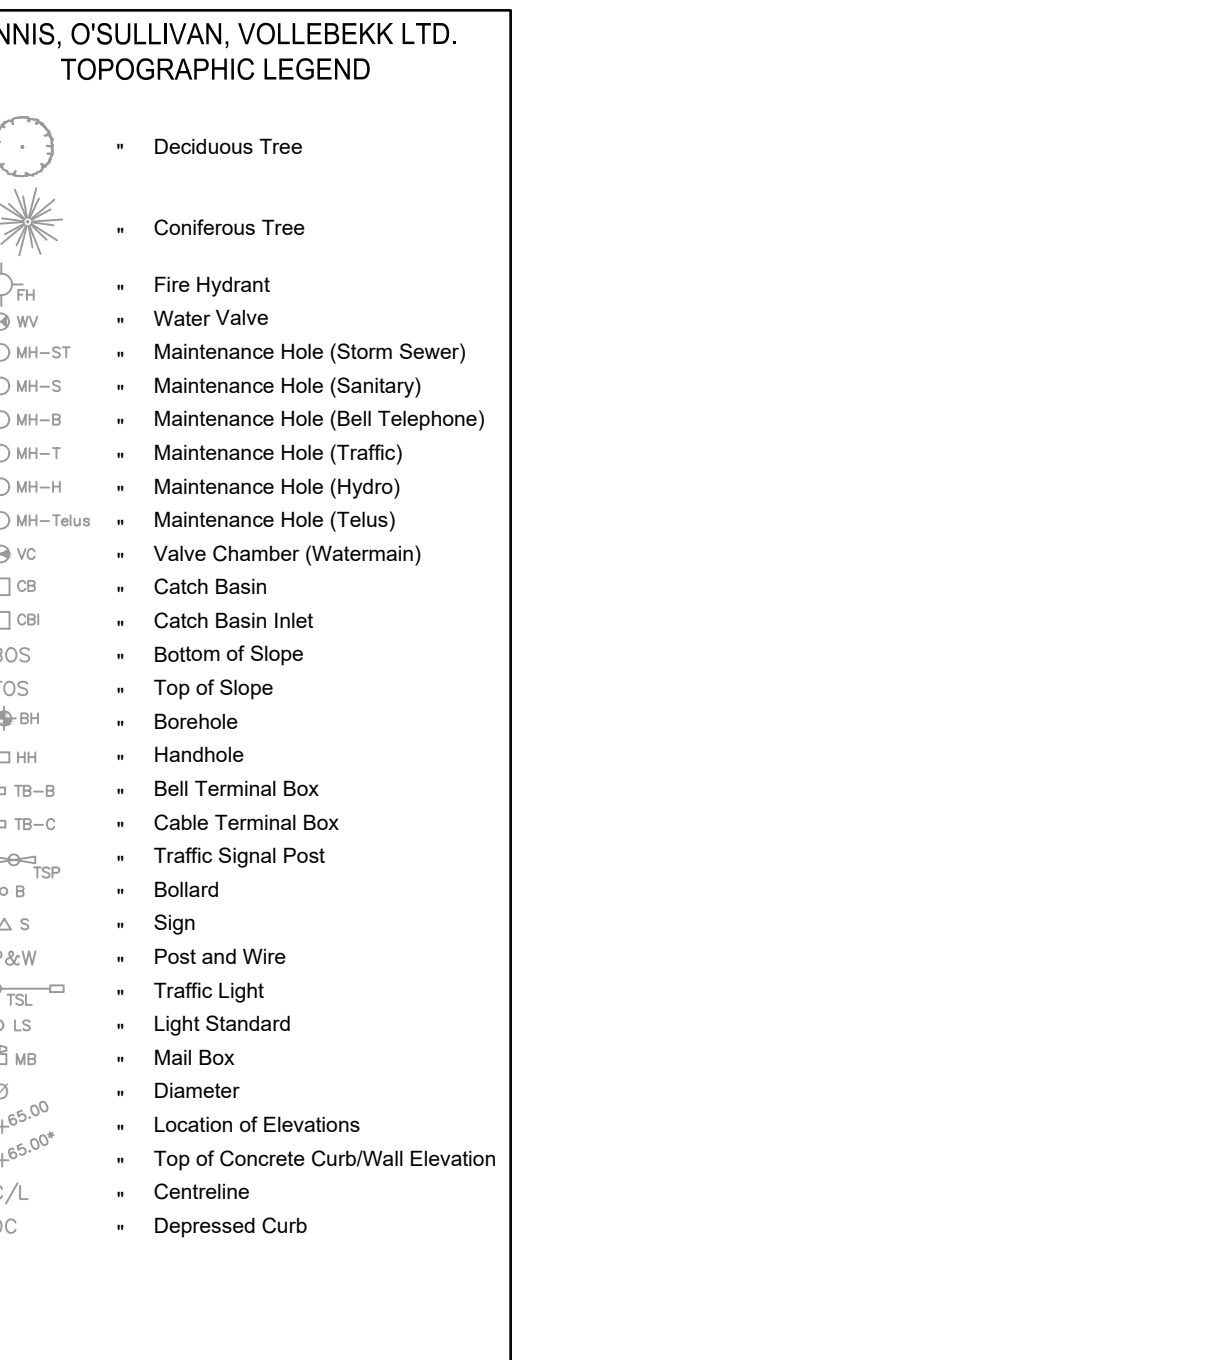 NNIS, O'SULLIVAN, VOLLEBEKK LTD.
TOPOGRAPHIC LEGEND
" Deciduous Tree
" Coniferous Tree
FH " Fire Hydrant
WV " Water Valve
MH-ST " Maintenance Hole (Storm Sewer)
MH-S " Maintenance Hole (Sanitary)
MH-B " Maintenance Hole (Bell Telephone)
MH-T " Maintenance Hole (Traffic)
MH-H " Maintenance Hole (Hydro)
MH-Telus " Maintenance Hole (Telus)
VC " Valve Chamber (Watermain)
CB " Catch Basin
CBI " Catch Basin Inlet
BOS " Bottom of Slope
TOS " Top of Slope
BH " Borehole
HH " Handhole
TB-B " Bell Terminal Box
TB-C " Cable Terminal Box
TSP " Traffic Signal Post
B " Bollard
S " Sign
P&W " Post and Wire
TSL " Traffic Light
LS " Light Standard
MB " Mail Box
Ø " Diameter
65.00 " Location of Elevations
65.00* " Top of Concrete Curb/Wall Elevation
C/L " Centreline
DC " Depressed Curb